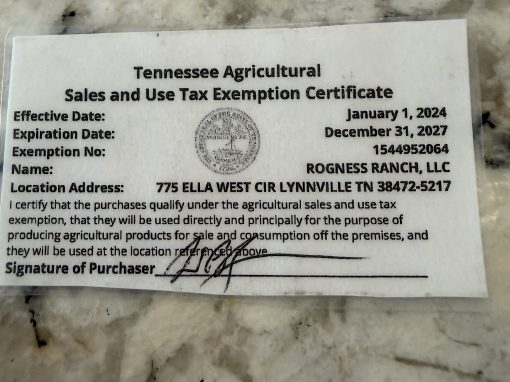 Tennessee Agricultural
Sales and Use Tax Exemption Certificate
Effective Date: January 1, 2024
Expiration Date: December 31, 2027
Exemption No: 1544952064
Name: ROGNESS RANCH, LLC
Location Address: 775 ELLA WEST CIR LYNNVILLE TN 38472-5217
I certify that the purchases qualify under the agricultural sales and use tax
exemption, that they will be used directly and principally for the purpose of
producing agricultural products for sale and consumption off the premises, and
they will be used at the location referenced above
Signature of Purchaser